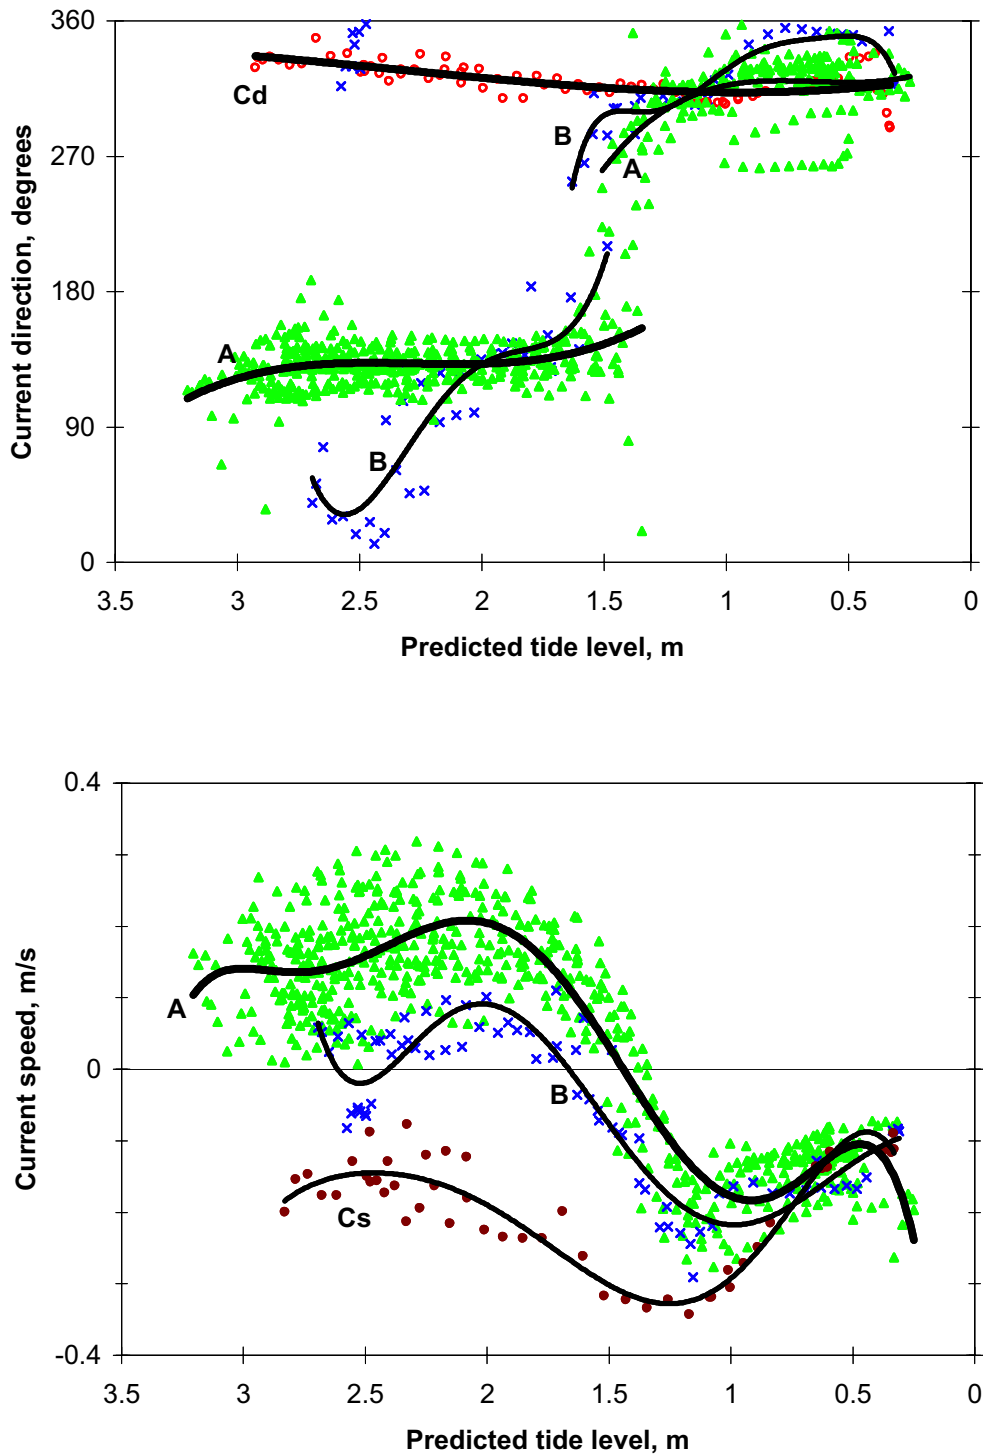 360
270
180
90
0
Current direction, degrees
Cd
B
A
A
B
3.5 3 2.5 2 1.5 1 0.5 0
Predicted tide level, m
0.4
0
-0.4
Current speed, m/s
A
B
Cs
3.5 3 2.5 2 1.5 1 0.5 0
Predicted tide level, m